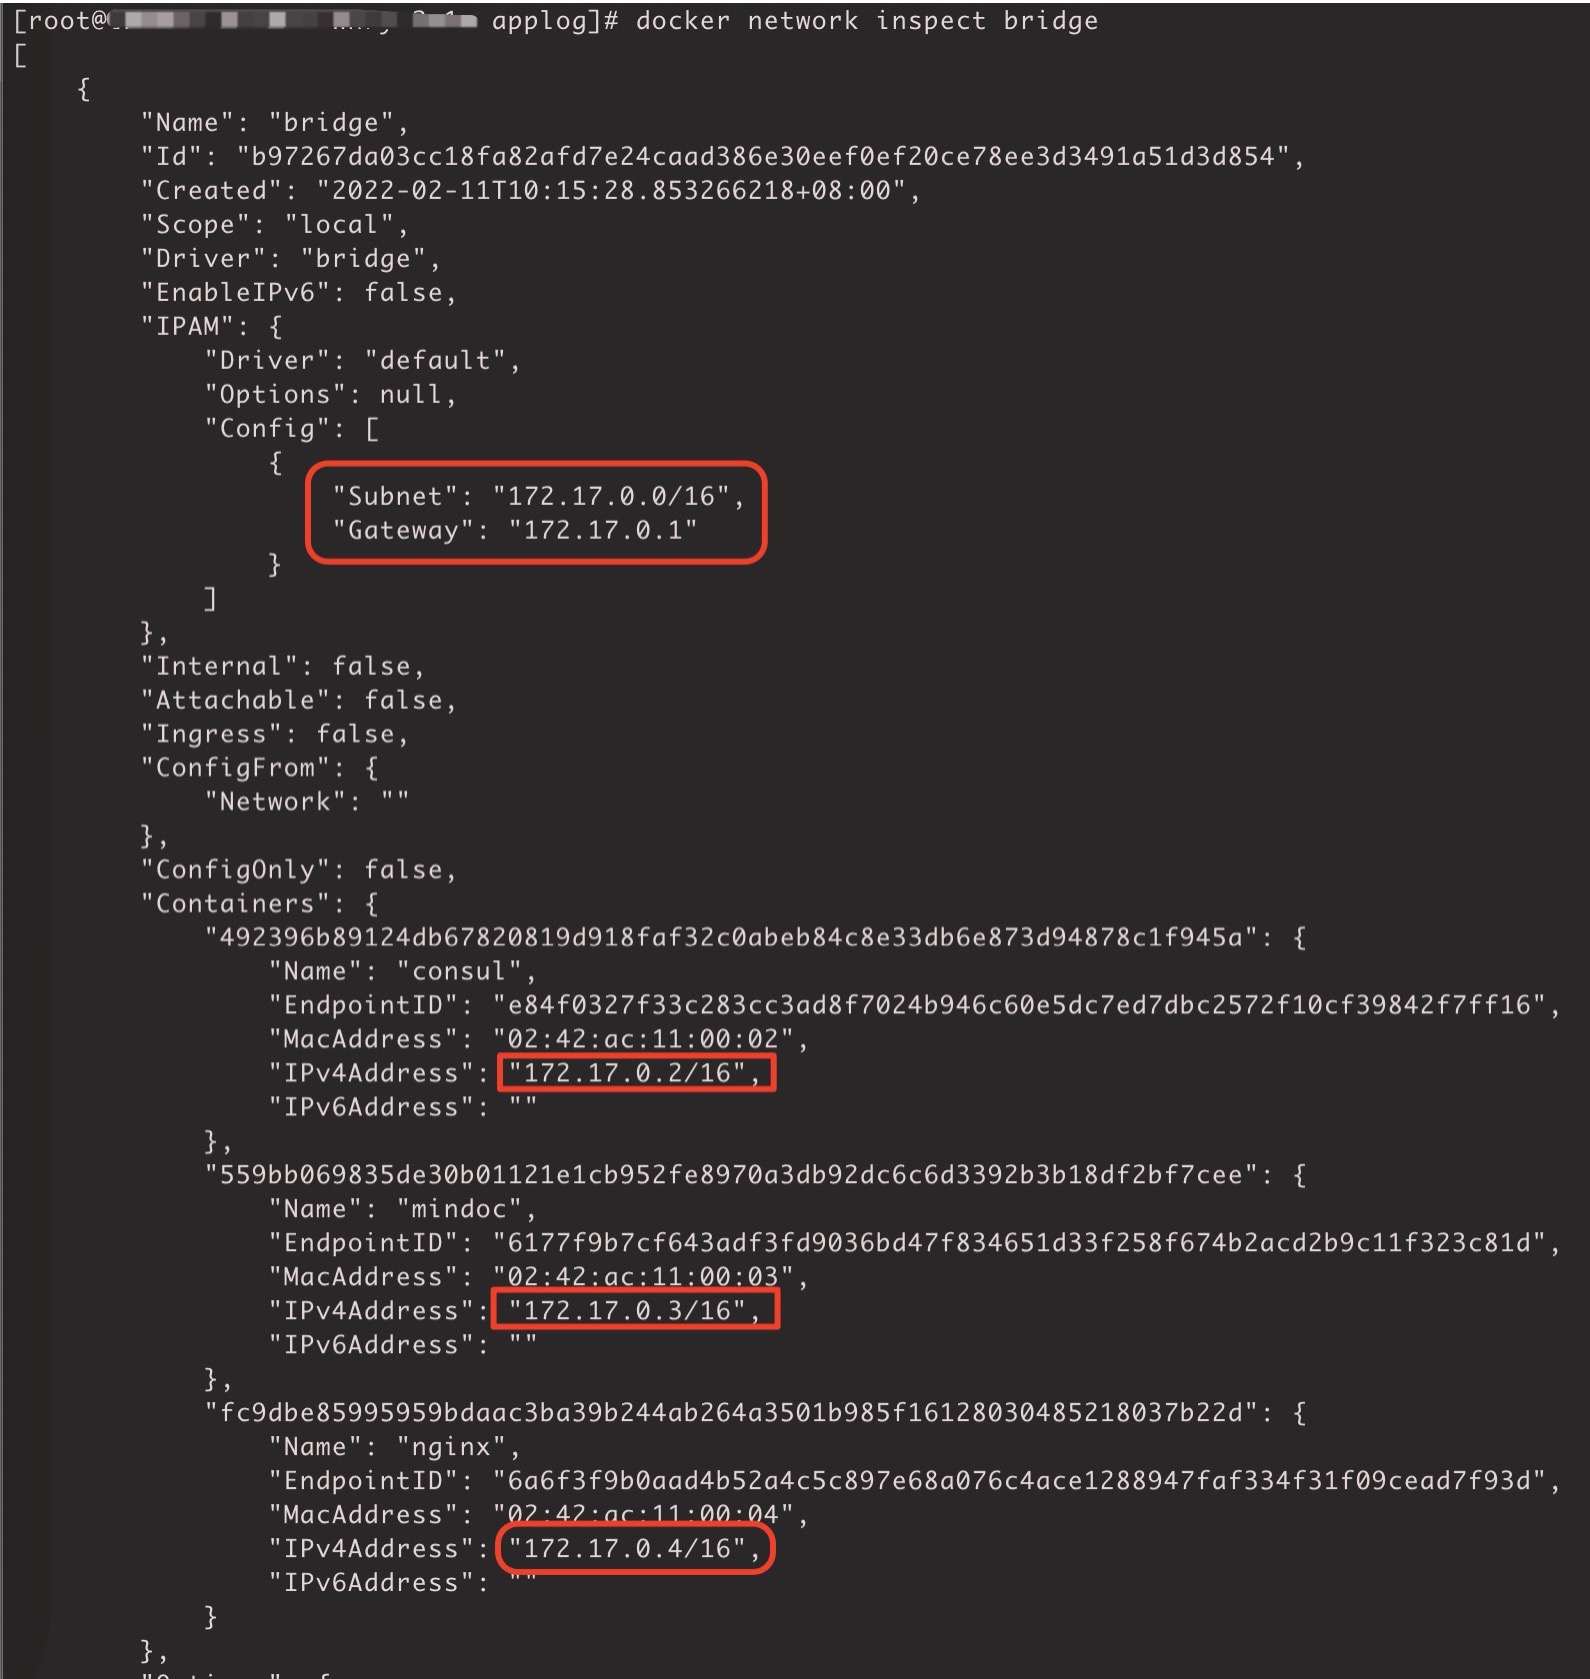 [root@ applog]# docker network inspect bridge
[
    {
        "Name": "bridge",
        "Id": "b97267da03cc18fa82afd7e24caad386e30eef0ef20ce78ee3d3491a51d3d854",
        "Created": "2022-02-11T10:15:28.853266218+08:00",
        "Scope": "local",
        "Driver": "bridge",
        "EnableIPv6": false,
        "IPAM": {
            "Driver": "default",
            "Options": null,
            "Config": [
                {
                    "Subnet": "172.17.0.0/16",
                    "Gateway": "172.17.0.1"
                }
            ]
        },
        "Internal": false,
        "Attachable": false,
        "Ingress": false,
        "ConfigFrom": {
            "Network": ""
        },
        "ConfigOnly": false,
        "Containers": {
            "492396b89124db67820819d918faf32c0abeb84c8e33db6e873d94878c1f945a": {
                "Name": "consul",
                "EndpointID": "e84f0327f33c283cc3ad8f7024b946c60e5dc7ed7dbc2572f10cf39842f7ff16",
                "MacAddress": "02:42:ac:11:00:02",
                "IPv4Address": "172.17.0.2/16",
                "IPv6Address": ""
            },
            "559bb069835de30b01121e1cb952fe8970a3db92dc6c6d3392b3b18df2bf7cee": {
                "Name": "mindoc",
                "EndpointID": "6177f9b7cf643adf3fd9036bd47f834651d33f258f674b2acd2b9c11f323c81d",
                "MacAddress": "02:42:ac:11:00:03",
                "IPv4Address": "172.17.0.3/16",
                "IPv6Address": ""
            },
            "fc9dbe85995959bdaac3ba39b244ab264a3501b985f16128030485218037b22d": {
                "Name": "nginx",
                "EndpointID": "6a6f3f9b0aad4b52a4c5c897e68a076c4ace1288947faf334f31f09cead7f93d",
                "MacAddress": "02:42:ac:11:00:04",
                "IPv4Address": "172.17.0.4/16",
                "IPv6Address": ""
            }
        },